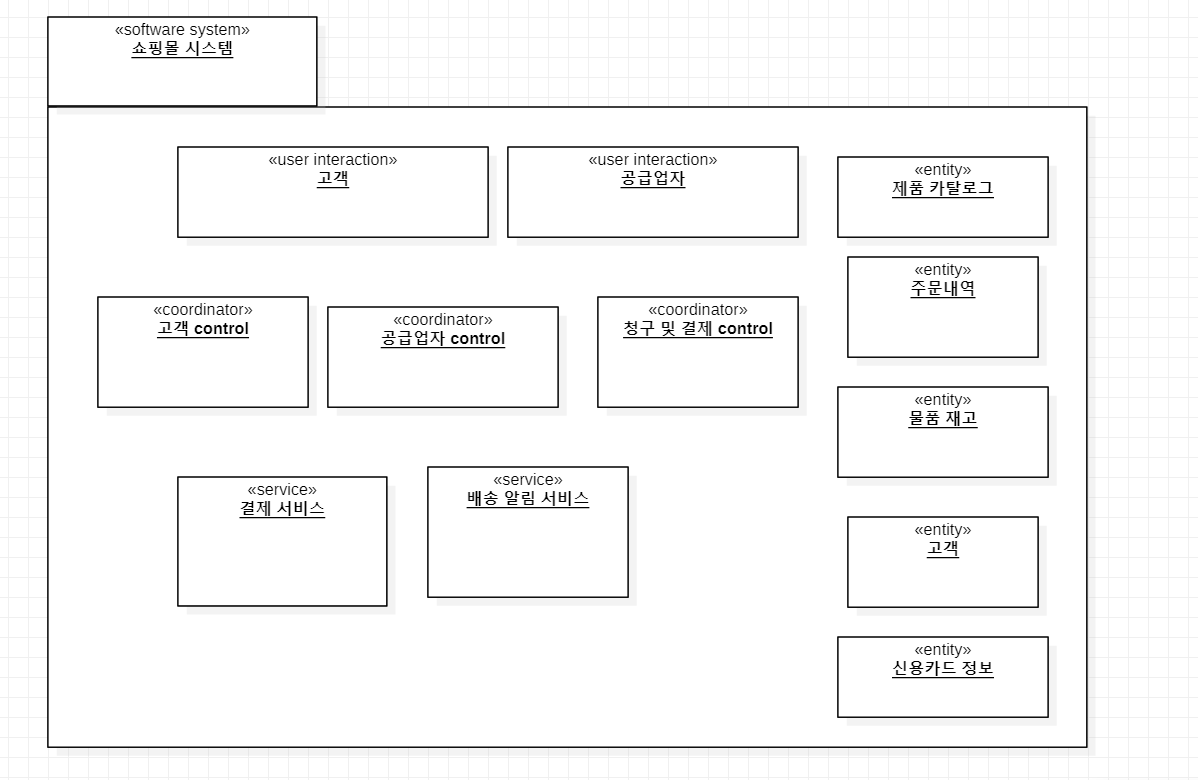 «software system»
쇼핑몰 시스템
«user interaction»
고객
«user interaction»
공급업자
«entity»
제품 카탈로그
«entity»
주문내역
«coordinator»
고객 control
«coordinator»
공급업자 control
«coordinator»
청구 및 결제 control
«entity»
물품 재고
«service»
결제 서비스
«service»
배송 알림 서비스
«entity»
고객
«entity»
신용카드 정보